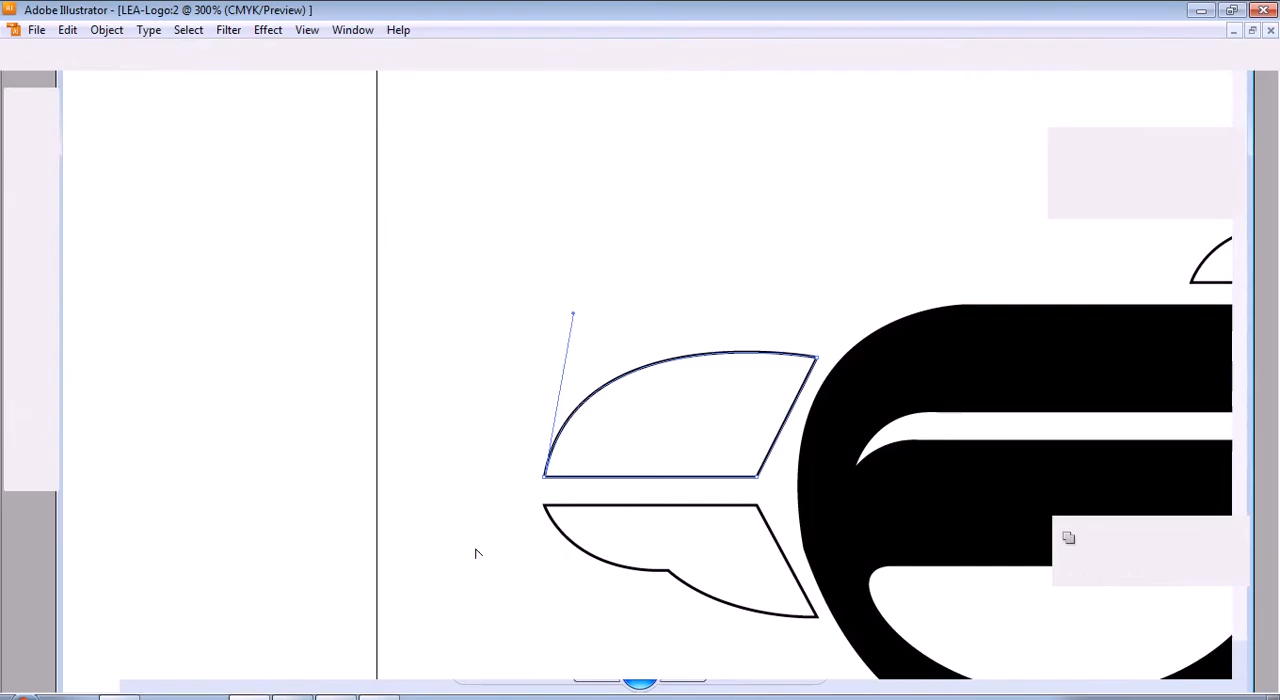 Adobe Illustrator - [LEA-Logo:2 @ 300% (CMYK/Preview) ]
File Edit Object Type Select Filter Effect View Window Help